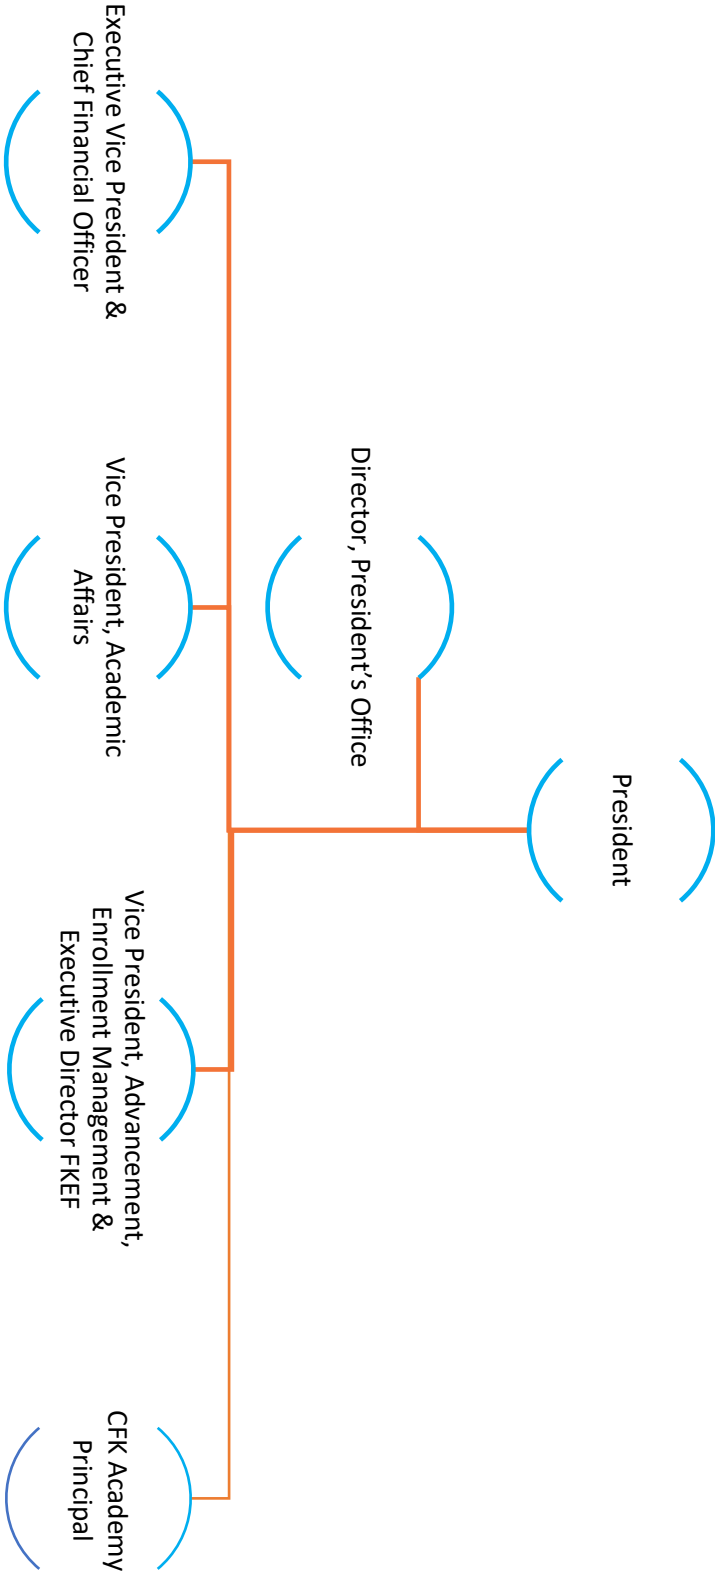 President
Director, President's Office
Executive Vice President &
Chief Financial Officer
Vice President, Academic
Affairs
Vice President, Advancement,
Enrollment Management &
Executive Director FKEF
CFK Academy
Principal